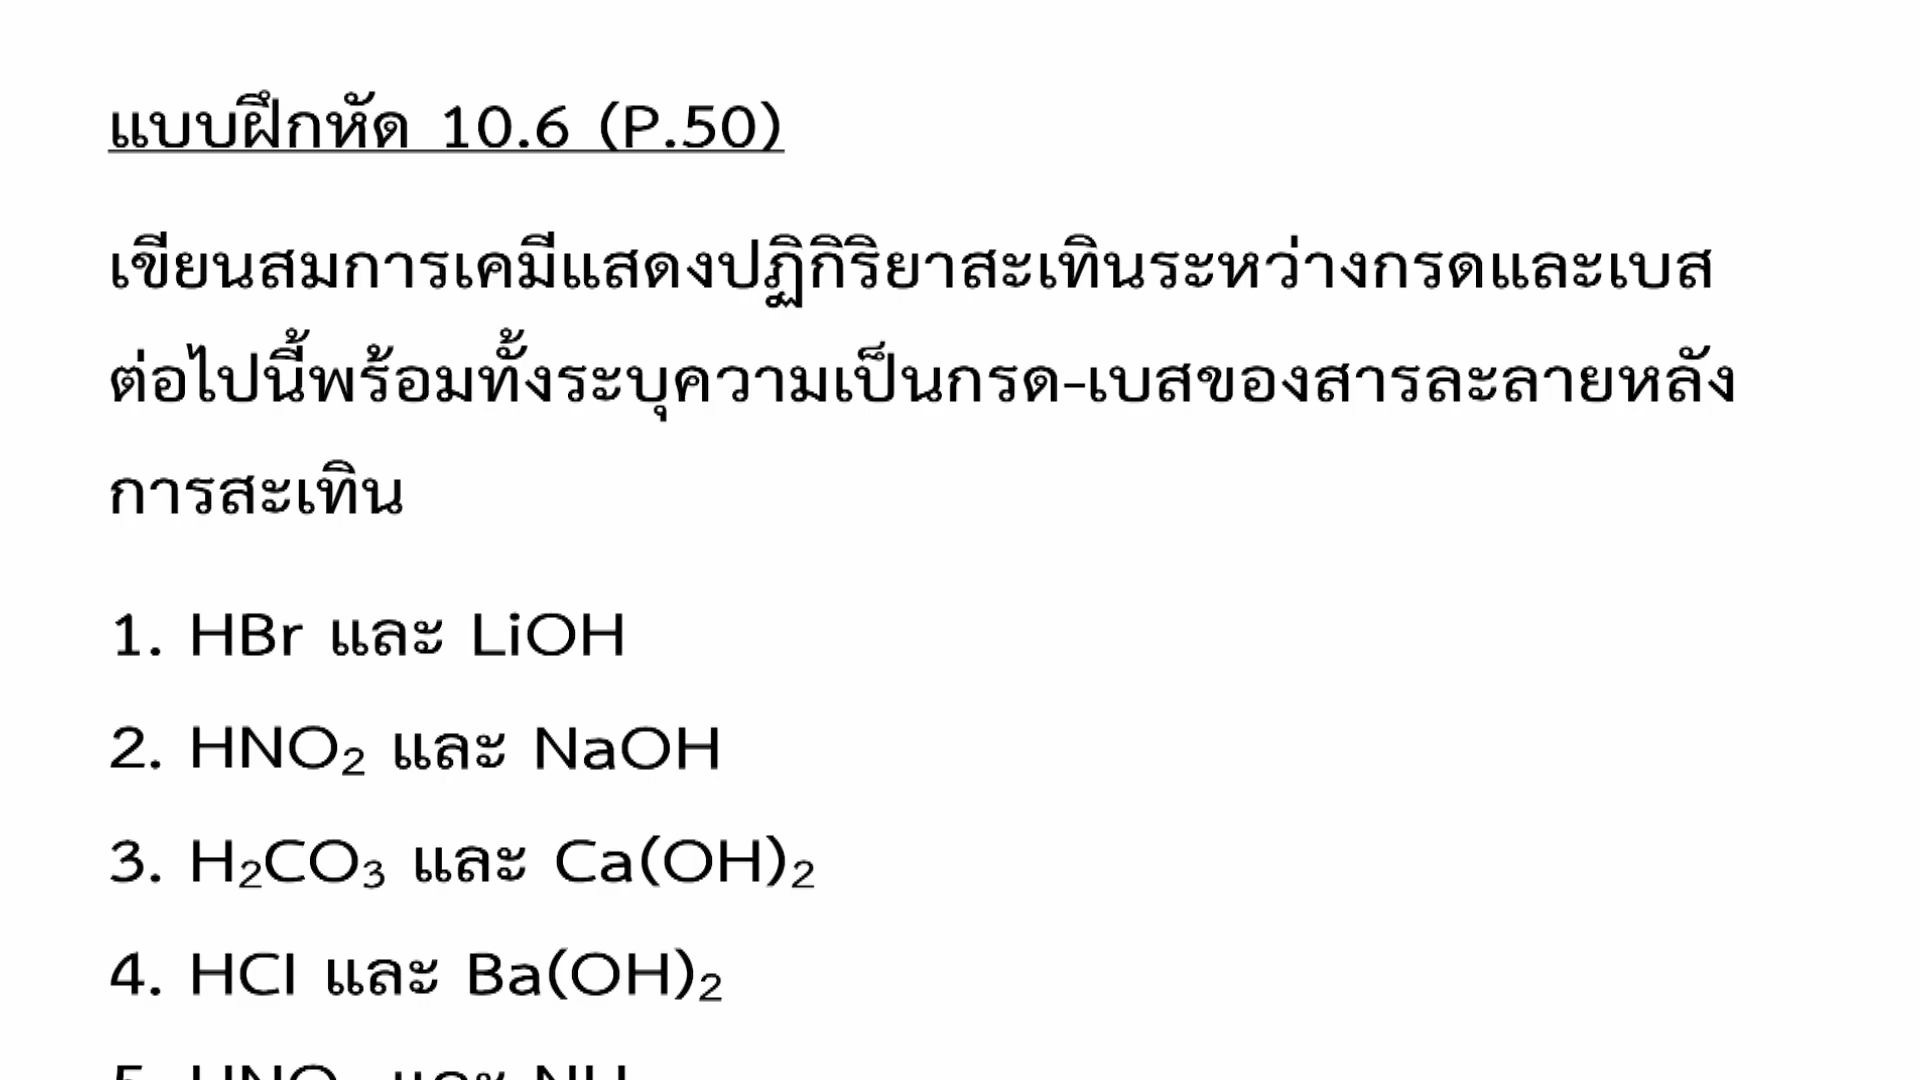 แบบฝึกหัด 10.6 (P.50)
เขียนสมการเคมีแสดงปฏิกิริยาสะเทินระหว่างกรดและเบส
ต่อไปนี้พร้อมทั้งระบุความเป็นกรด-เบสของสารละลายหลัง
การสะเทิน
1. HBr และ LiOH
2. HNO₂ และ NaOH
3. H₂CO₃ และ Ca(OH)₂
4. HCl และ Ba(OH)₂
5. และ